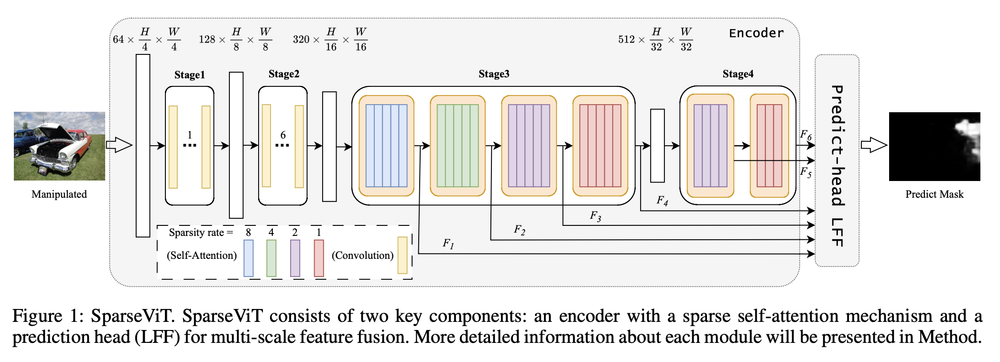 64 × H/4 × W/4
128 × H/8 × W/8
320 × H/16 × W/16
512 × H/32 × W/32
Encoder
Stage1
Stage2
Stage3
Stage4
1
...
6
...
Manipulated
F6
F5
F4
F3
F2
F1
Sparsity rate = 8 4 2 1
(Self-Attention)
(Convolution)
Predict-head LFF
Predict Mask
Figure 1: SparseViT. SparseViT consists of two key components: an encoder with a sparse self-attention mechanism and a
prediction head (LFF) for multi-scale feature fusion. More detailed information about each module will be presented in Method.